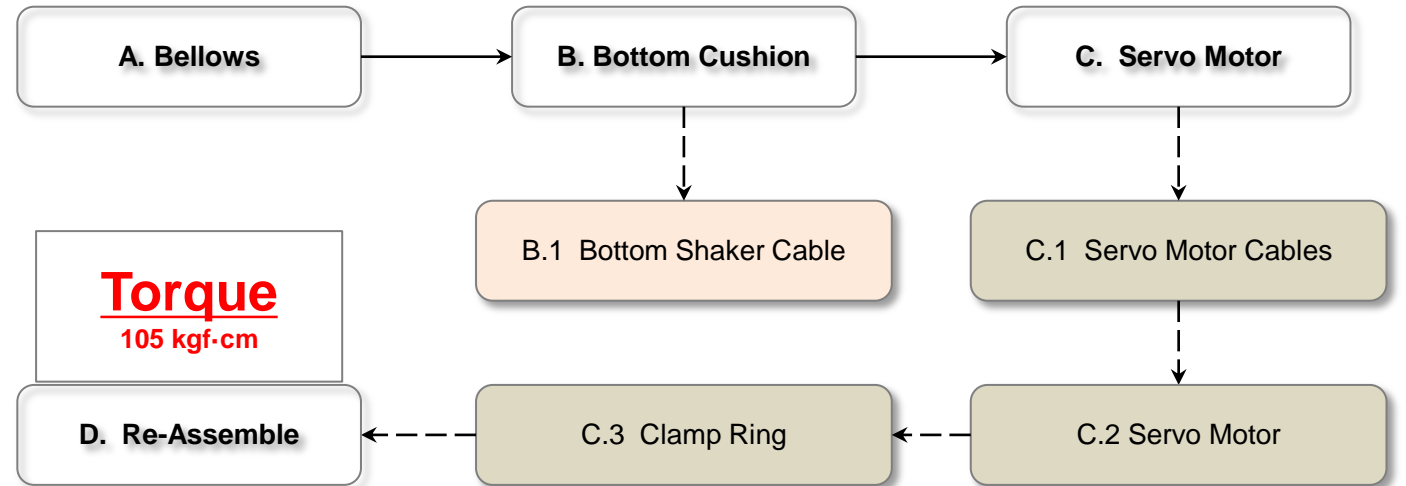 A. Bellows
B. Bottom Cushion
C. Servo Motor
B.1 Bottom Shaker Cable
C.1 Servo Motor Cables
Torque
105 kgf·cm
D. Re-Assemble
C.3 Clamp Ring
C.2 Servo Motor